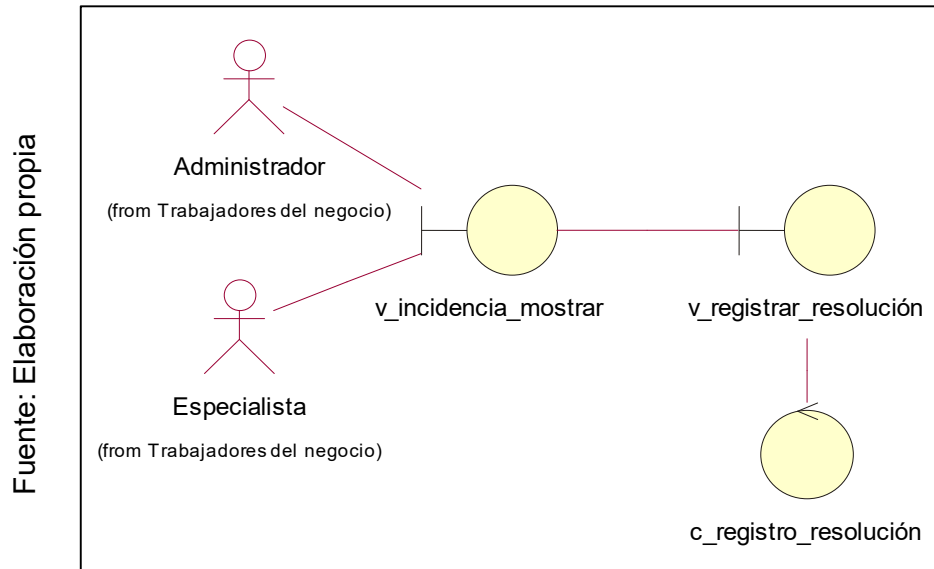 Fuente: Elaboración propia
Administrador
(from Trabajadores del negocio)
v_incidencia_mostrar
v_registrar_resolución
Especialista
(from Trabajadores del negocio)
c_registro_resolución